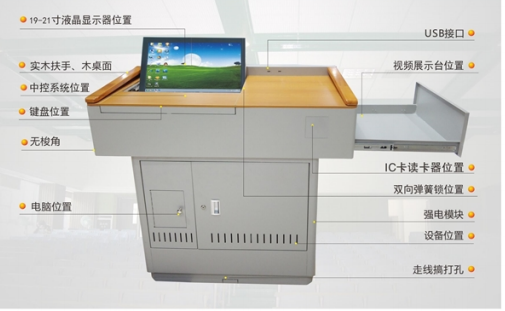 19-21寸液晶显示器位置
实木扶手、木桌面
中控系统位置
键盘位置
无梭角
电脑位置
USB接口
视频展示台位置
IC卡读卡器位置
双向弹簧锁位置
强电模块
设备位置
走线搞打孔